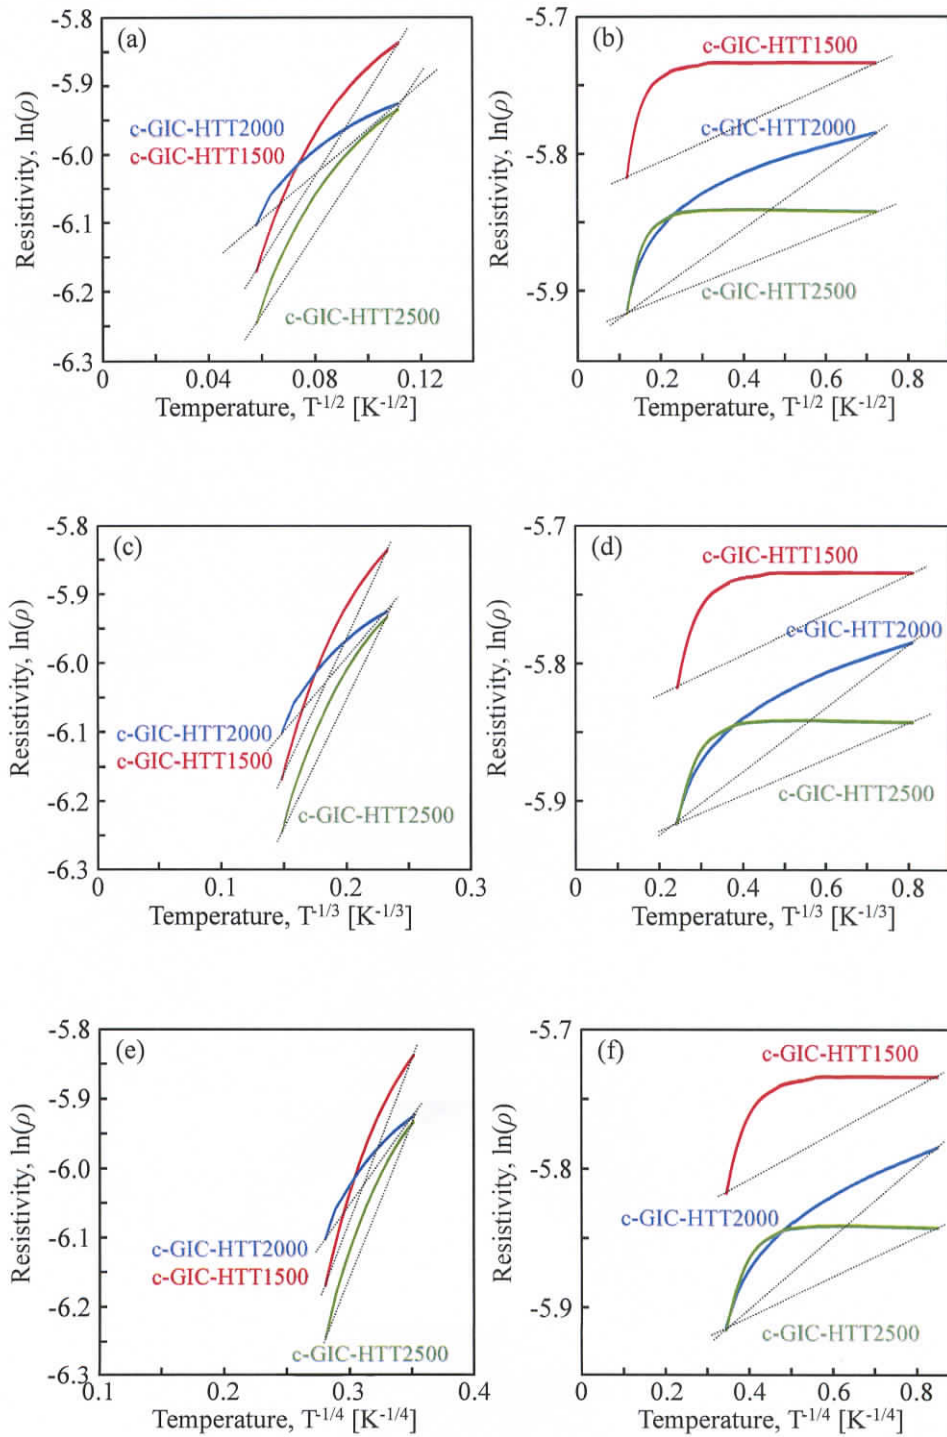 (a)
Resistivity, ln(ρ)
-5.8
-5.9
-6.0
-6.1
-6.2
-6.3
c-GIC-HTT2000
c-GIC-HTT1500
c-GIC-HTT2500
0 0.04 0.08 0.12
Temperature, T-1/2 [K-1/2]
(b)
Resistivity, ln(ρ)
-5.7
-5.8
-5.9
c-GIC-HTT1500
c-GIC-HTT2000
c-GIC-HTT2500
0 0.2 0.4 0.6 0.8
Temperature, T-1/2 [K-1/2]
(c)
Resistivity, ln(ρ)
-5.8
-5.9
-6.0
-6.1
-6.2
-6.3
c-GIC-HTT2000
c-GIC-HTT1500
c-GIC-HTT2500
0 0.1 0.2 0.3
Temperature, T-1/3 [K-1/3]
(d)
Resistivity, ln(ρ)
-5.7
-5.8
-5.9
c-GIC-HTT1500
c-GIC-HTT2000
c-GIC-HTT2500
0 0.2 0.4 0.6 0.8
Temperature, T-1/3 [K-1/3]
(e)
Resistivity, ln(ρ)
-5.8
-5.9
-6.0
-6.1
-6.2
-6.3
c-GIC-HTT2000
c-GIC-HTT1500
c-GIC-HTT2500
0.1 0.2 0.3 0.4
Temperature, T-1/4 [K-1/4]
(f)
Resistivity, ln(ρ)
-5.7
-5.8
-5.9
c-GIC-HTT1500
c-GIC-HTT2000
c-GIC-HTT2500
0 0.1 0.2 0.4 0.6 0.8
Temperature, T-1/4 [K-1/4]